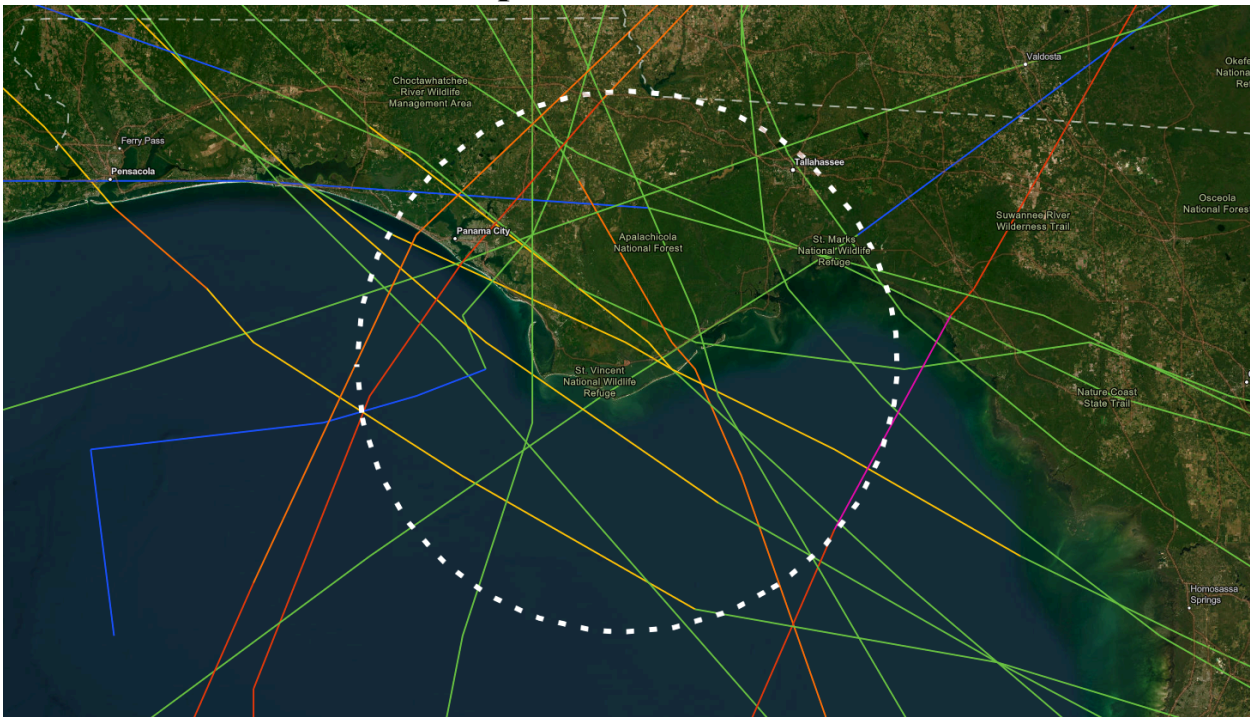 Valdosta
Choctawhatchee
River Wildlife
Management Area
Ferry Pass
Pensacola
Tallahassee
Suwannee River
Wilderness Trail
Osceola
National Fores
Panama City
Apalachicola
National Forest
St. Marks
National Wildlife
Refuge
St. Vincent
National Wildlife
Refuge
Nature Coast
State Trail
Homosassa
Springs